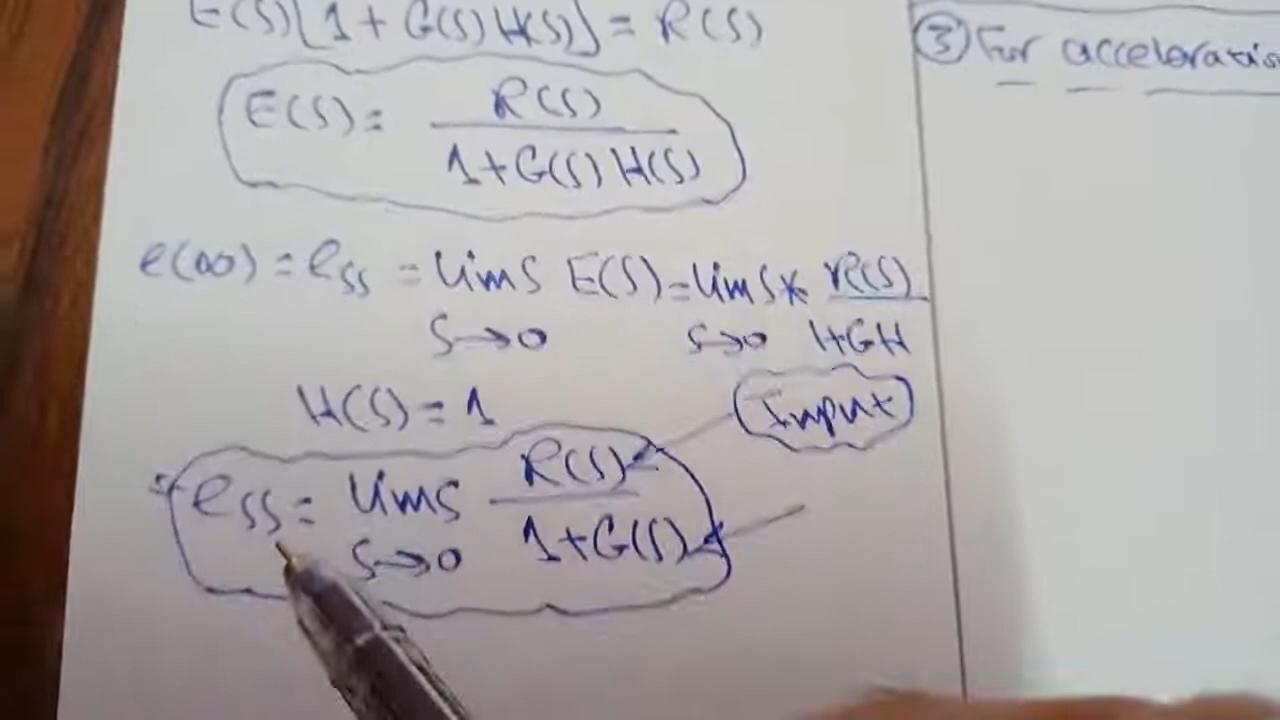 E(S)[1+G(S)H(S)] = R(S)
E(S) = R(S)
1+G(S) H(S)
e(∞) = ess = lim S E(S) = lim S* R(S)
S→0 S→0 1+GH
H(S) = 1
Input
ess = lim S R(S)
S→0 1+G(S)
③ For acceleratio